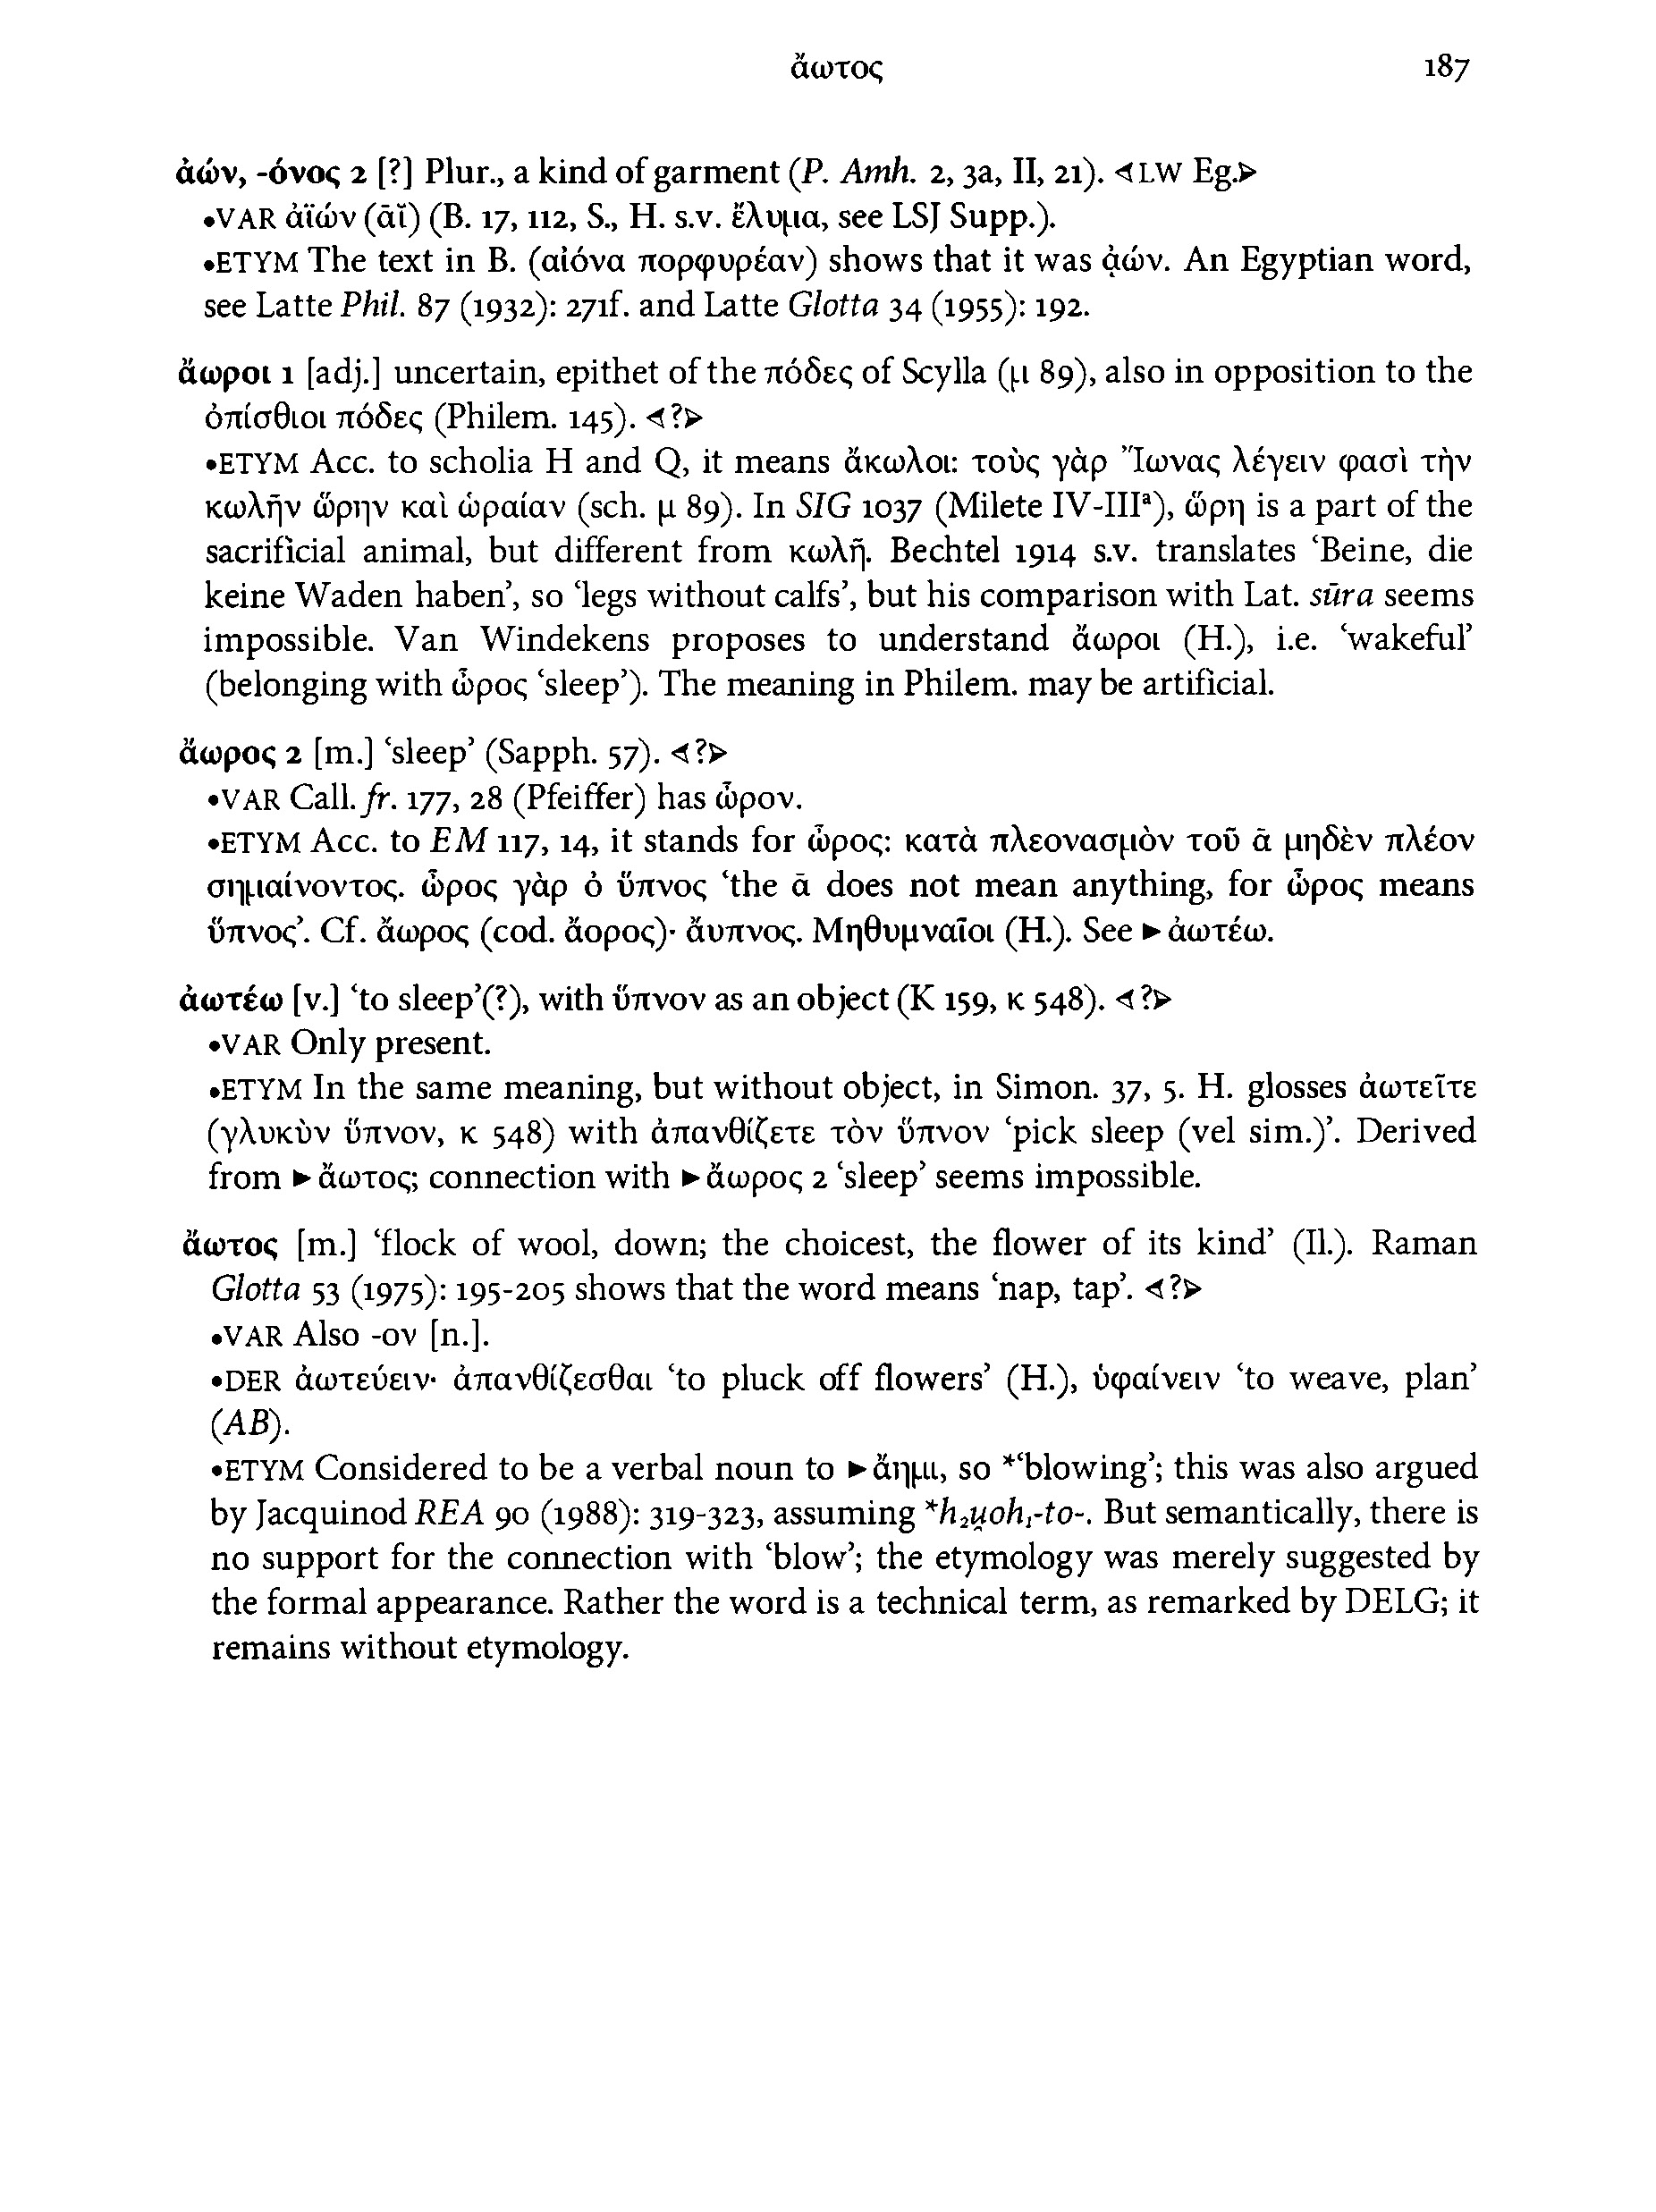 ἄωτος 187
ἀών, -όνος 2 [?] Plur., a kind of garment (P. Amh. 2, 3a, II, 21). ⊲LW Eg.⊳
•VAR ἀϊών (ᾱϊ) (B. 17, 112, S., H. s.v. ἔλυμα, see LSJ Supp.).
•ETYM The text in B. (αἰόνα πορφυρέαν) shows that it was ᾀών. An Egyptian word,
see Latte Phil. 87 (1932): 271f. and Latte Glotta 34 (1955): 192.
ἄωροι 1 [adj.] uncertain, epithet of the πόδες of Scylla (μ 89), also in opposition to the
ὀπίσθιοι πόδες (Philem. 145). ⊲?⊳
•ETYM Acc. to scholia H and Q, it means ἄκωλοι: τοὺς γὰρ Ἴωνας λέγειν φασὶ τὴν
κωλῆν ὥρην καὶ ὡραίαν (sch. μ 89). In SIG 1037 (Milete IV-IIIᵃ), ὥρη is a part of the
sacrificial animal, but different from κωλῆ. Bechtel 1914 s.v. translates ‘Beine, die
keine Waden haben’, so ‘legs without calfs’, but his comparison with Lat. sūra seems
impossible. Van Windekens proposes to understand ἄωροι (H.), i.e. ‘wakeful’
(belonging with ὦρος ‘sleep’). The meaning in Philem. may be artificial.
ἄωρος 2 [m.] ‘sleep’ (Sapph. 57). ⊲?⊳
•VAR Call. fr. 177, 28 (Pfeiffer) has ὦρον.
•ETYM Acc. to EM 117, 14, it stands for ὦρος: κατὰ πλεονασμὸν τοῦ ᾱ μηδὲν πλέον
σημαίνοντος. ὦρος γὰρ ὁ ὕπνος ‘the ᾱ does not mean anything, for ὦρος means
ὕπνος’. Cf. ἄωρος (cod. ἄορος)· ἄυπνος. Μηθυμναῖοι (H.). See ►ἀωτέω.
ἀωτέω [v.] ‘to sleep’(?), with ὕπνον as an object (K 159, κ 548). ⊲?⊳
•VAR Only present.
•ETYM In the same meaning, but without object, in Simon. 37, 5. H. glosses ἀωτεῖτε
(γλυκὺν ὕπνον, κ 548) with ἀπανθίζετε τὸν ὕπνον ‘pick sleep (vel sim.)’. Derived
from ►ἄωτος; connection with ►ἄωρος 2 ‘sleep’ seems impossible.
ἄωτος [m.] ‘flock of wool, down; the choicest, the flower of its kind’ (Il.). Raman
Glotta 53 (1975): 195-205 shows that the word means ‘nap, tap’. ⊲?⊳
•VAR Also -ον [n.].
•DER ἀωτεύειν· ἀπανθίζεσθαι ‘to pluck off flowers’ (H.), ὑφαίνειν ‘to weave, plan’
(AB).
•ETYM Considered to be a verbal noun to ►ἄημι, so *‘blowing’; this was also argued
by Jacquinod REA 90 (1988): 319-323, assuming *h₂u̯oh₁-to-. But semantically, there is
no support for the connection with ‘blow’; the etymology was merely suggested by
the formal appearance. Rather the word is a technical term, as remarked by DELG; it
remains without etymology.